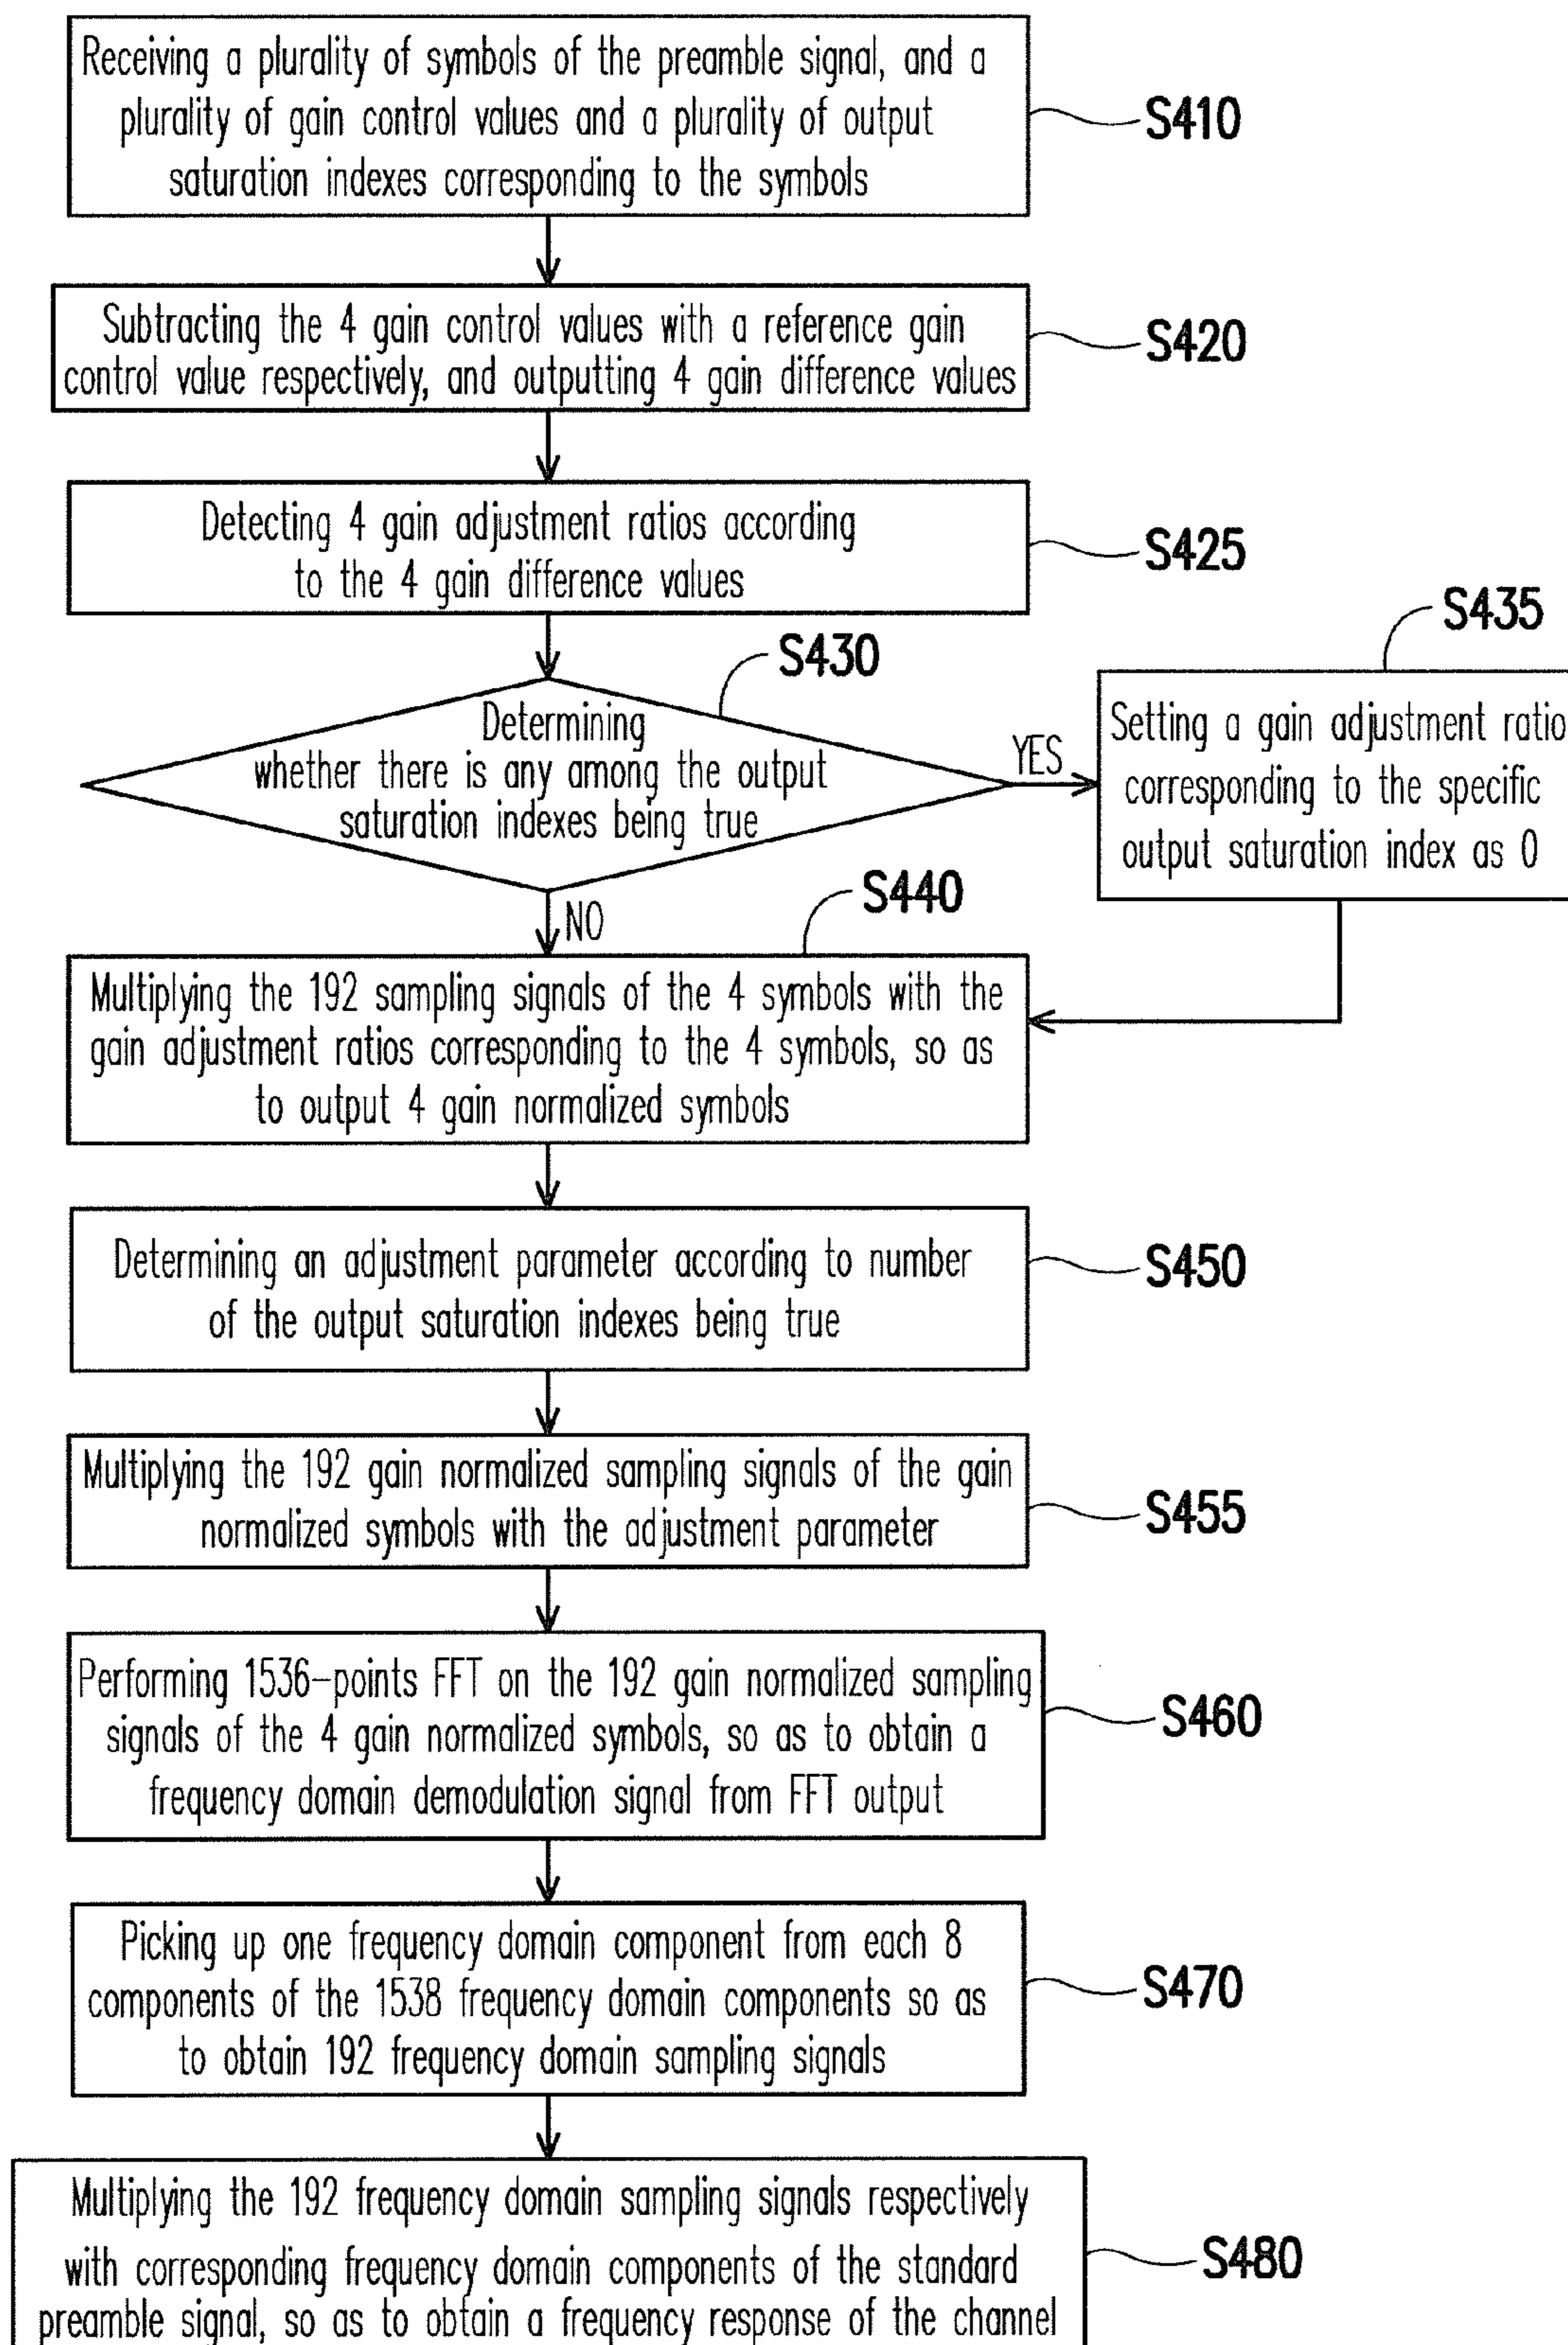 Receiving a plurality of symbols of the preamble signal, and a
plurality of gain control values and a plurality of output
saturation indexes corresponding to the symbols
S410
Subtracting the 4 gain control values with a reference gain
control value respectively, and outputting 4 gain difference values
S420
Detecting 4 gain adjustment ratios according
to the 4 gain difference values
S425
S430
Determining
whether there is any among the output
saturation indexes being true
YES
S435
Setting a gain adjustment ratio
corresponding to the specific
output saturation index as 0
NO
S440
Multiplying the 192 sampling signals of the 4 symbols with the
gain adjustment ratios corresponding to the 4 symbols, so as
to output 4 gain normalized symbols
Determining an adjustment parameter according to number
of the output saturation indexes being true
S450
Multiplying the 192 gain normalized sampling signals of the gain
normalized symbols with the adjustment parameter
S455
Performing 1536-points FFT on the 192 gain normalized sampling
signals of the 4 gain normalized symbols, so as to obtain a
frequency domain demodulation signal from FFT output
S460
Picking up one frequency domain component from each 8
components of the 1538 frequency domain components so as
to obtain 192 frequency domain sampling signals
S470
Multiplying the 192 frequency domain sampling signals respectively
with corresponding frequency domain components of the standard
preamble signal, so as to obtain a frequency response of the channel
S480